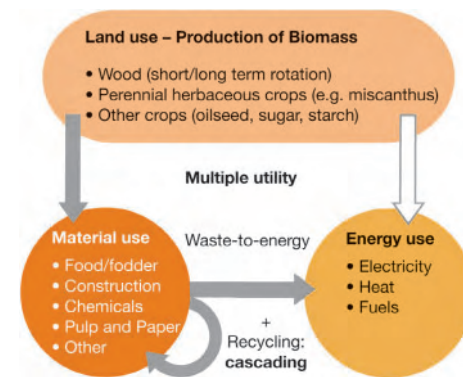 Land use – Production of Biomass
• Wood (short/long term rotation)
• Perennial herbaceous crops (e.g. miscanthus)
• Other crops (oilseed, sugar, starch)
Multiple utility
Material use
• Food/fodder
• Construction
• Chemicals
• Pulp and Paper
• Other
Waste-to-energy
+
Recycling:
cascading
Energy use
• Electricity
• Heat
• Fuels